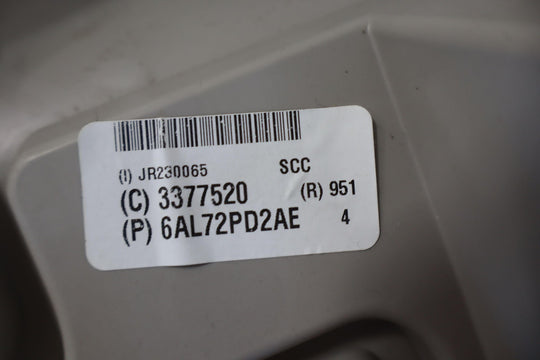 (I) JR230065 SCC
(C) 3377520 (R) 951
(P) 6AL72PD2AE 4